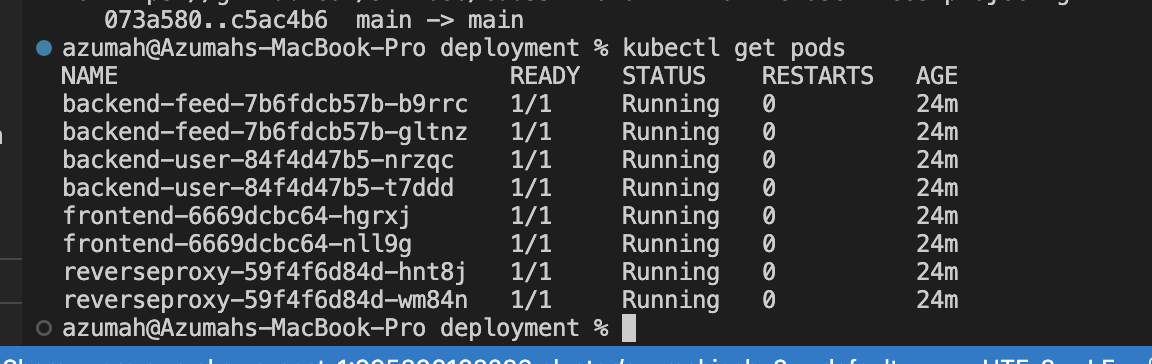 073a580..c5ac4b6  main -> main
azumah@Azumahs-MacBook-Pro deployment % kubectl get pods
NAME                            READY   STATUS    RESTARTS   AGE
backend-feed-7b6fdcb57b-b9rrc   1/1     Running   0          24m
backend-feed-7b6fdcb57b-gltnz   1/1     Running   0          24m
backend-user-84f4d47b5-nrzqc    1/1     Running   0          24m
backend-user-84f4d47b5-t7ddd    1/1     Running   0          24m
frontend-6669dcbc64-hgrxj       1/1     Running   0          24m
frontend-6669dcbc64-nll9g       1/1     Running   0          24m
reverseproxy-59f4f6d84d-hnt8j   1/1     Running   0          24m
reverseproxy-59f4f6d84d-wm84n   1/1     Running   0          24m
azumah@Azumahs-MacBook-Pro deployment %